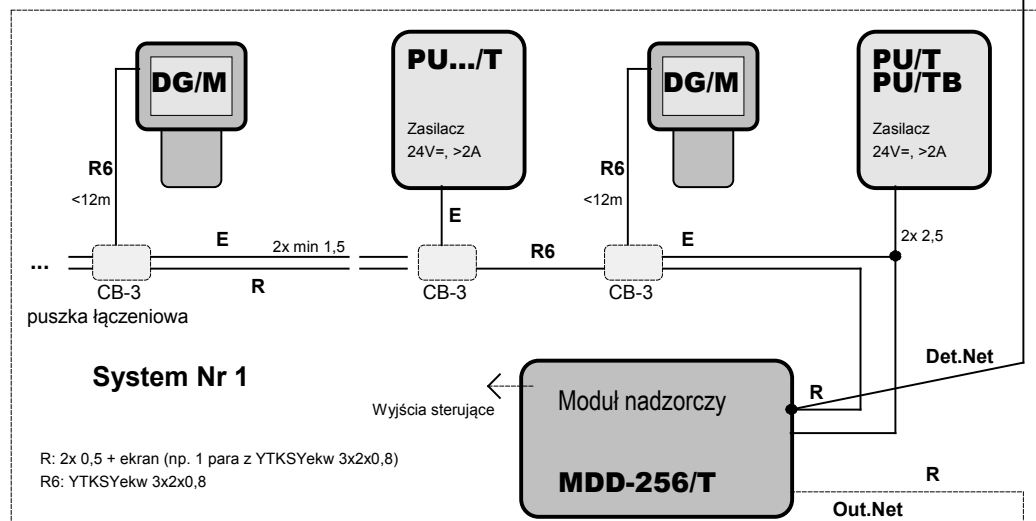 DG/M
PU.../T
Zasilacz
24V=, >2A
DG/M
PU/T
PU/TB
Zasilacz
24V=, >2A
R6
<12m
E
R6
<12m
2x 2,5
E
2x min 1,5
R6
E
...
R
CB-3
CB-3
CB-3
puszka łączeniowa
System Nr 1
Det.Net
Wyjścia sterujące
Moduł nadzorczy
R
R: 2x 0,5 + ekran (np. 1 para z YTKSYekw 3x2x0,8)
R6: YTKSYekw 3x2x0,8
MDD-256/T
R
Out.Net